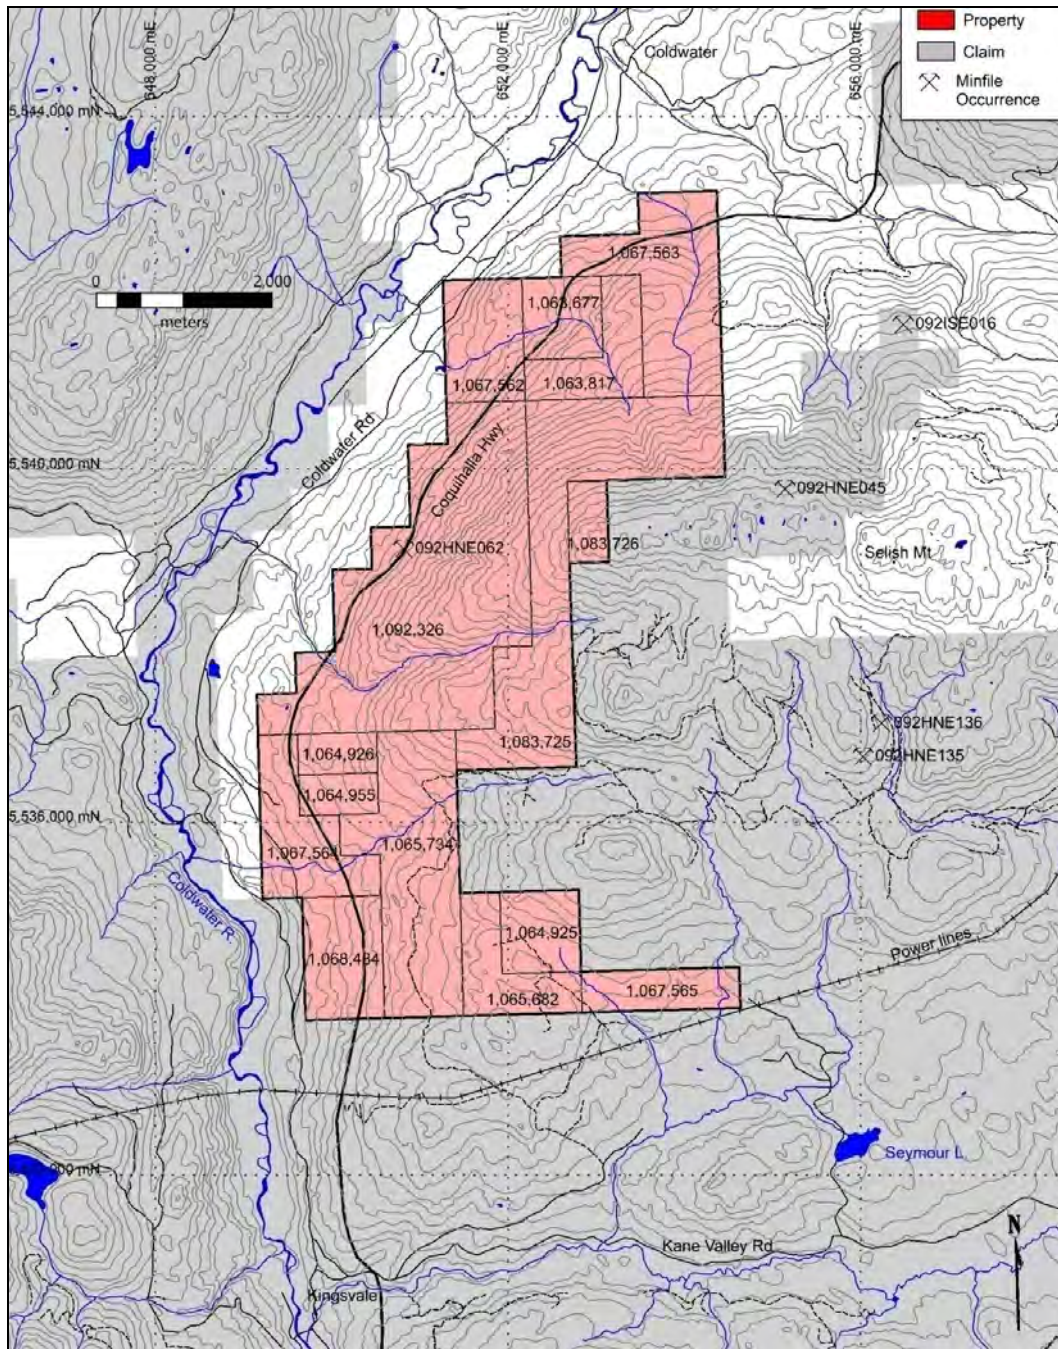 Property
Claim
Minfile
Occurrence
648,000 mE
652,000 mE
656,000 mE
Coldwater
5,544,000 mN
1,067,563
0
2,000
meters
1,063,677
092ISE016
1,067,562
1,063,817
Coldwater Rd
Coquihalla Hwy
5,540,000 mN
092HNE045
092HNE062
1,083,726
Selish Mt.
1,092,326
092HNE136
1,083,725
092HNE135
1,064,926
1,064,955
5,536,000 mN
1,067,564
1,065,734
Coldwater R.
1,064,925
Power lines
1,068,484
1,067,565
1,065,682
000 mN
Seymour L.
N
Kane Valley Rd
Kingsvale